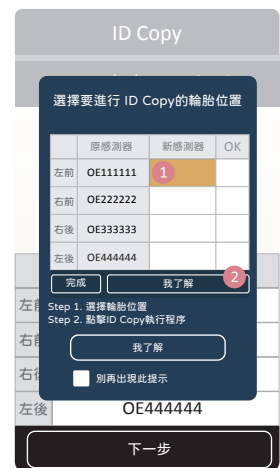 ID Copy
選擇要進行 ID Copy的輪胎位置
原感測器 新感測器 OK
左前 OE111111 1
右前 OE222222
右後 OE333333
左後 OE444444
完成 我了解 2
Step 1. 選擇輪胎位置
Step 2. 點擊ID Copy執行程序
我了解
別再出現此提示
左前
右前
右後
左後 OE444444
下一步